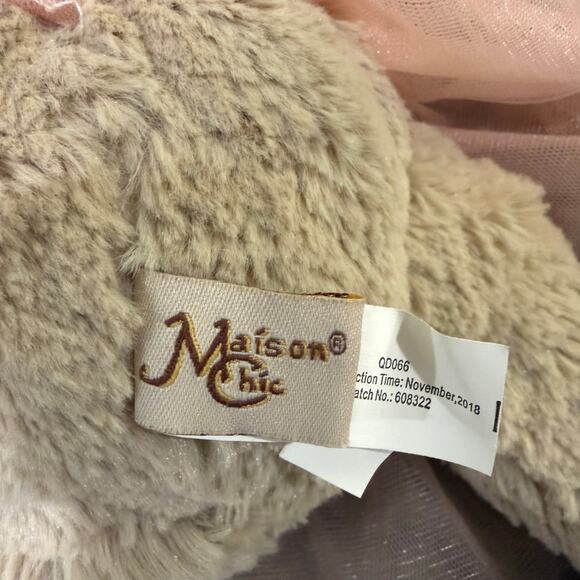 Maison®
Chic
QD066
ction Time: November,2018
atch No.: 608322